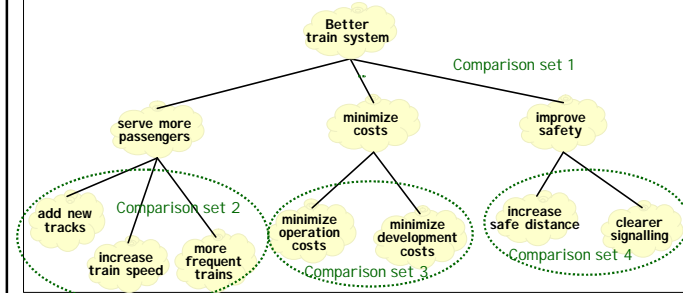 Better
train system
Comparison set 1
serve more
passengers
minimize
costs
improve
safety
add new
tracks
Comparison set 2
increase
train speed
more
frequent
trains
minimize
operation
costs
minimize
development
costs
Comparison set 3
increase
safe distance
clearer
signalling
Comparison set 4